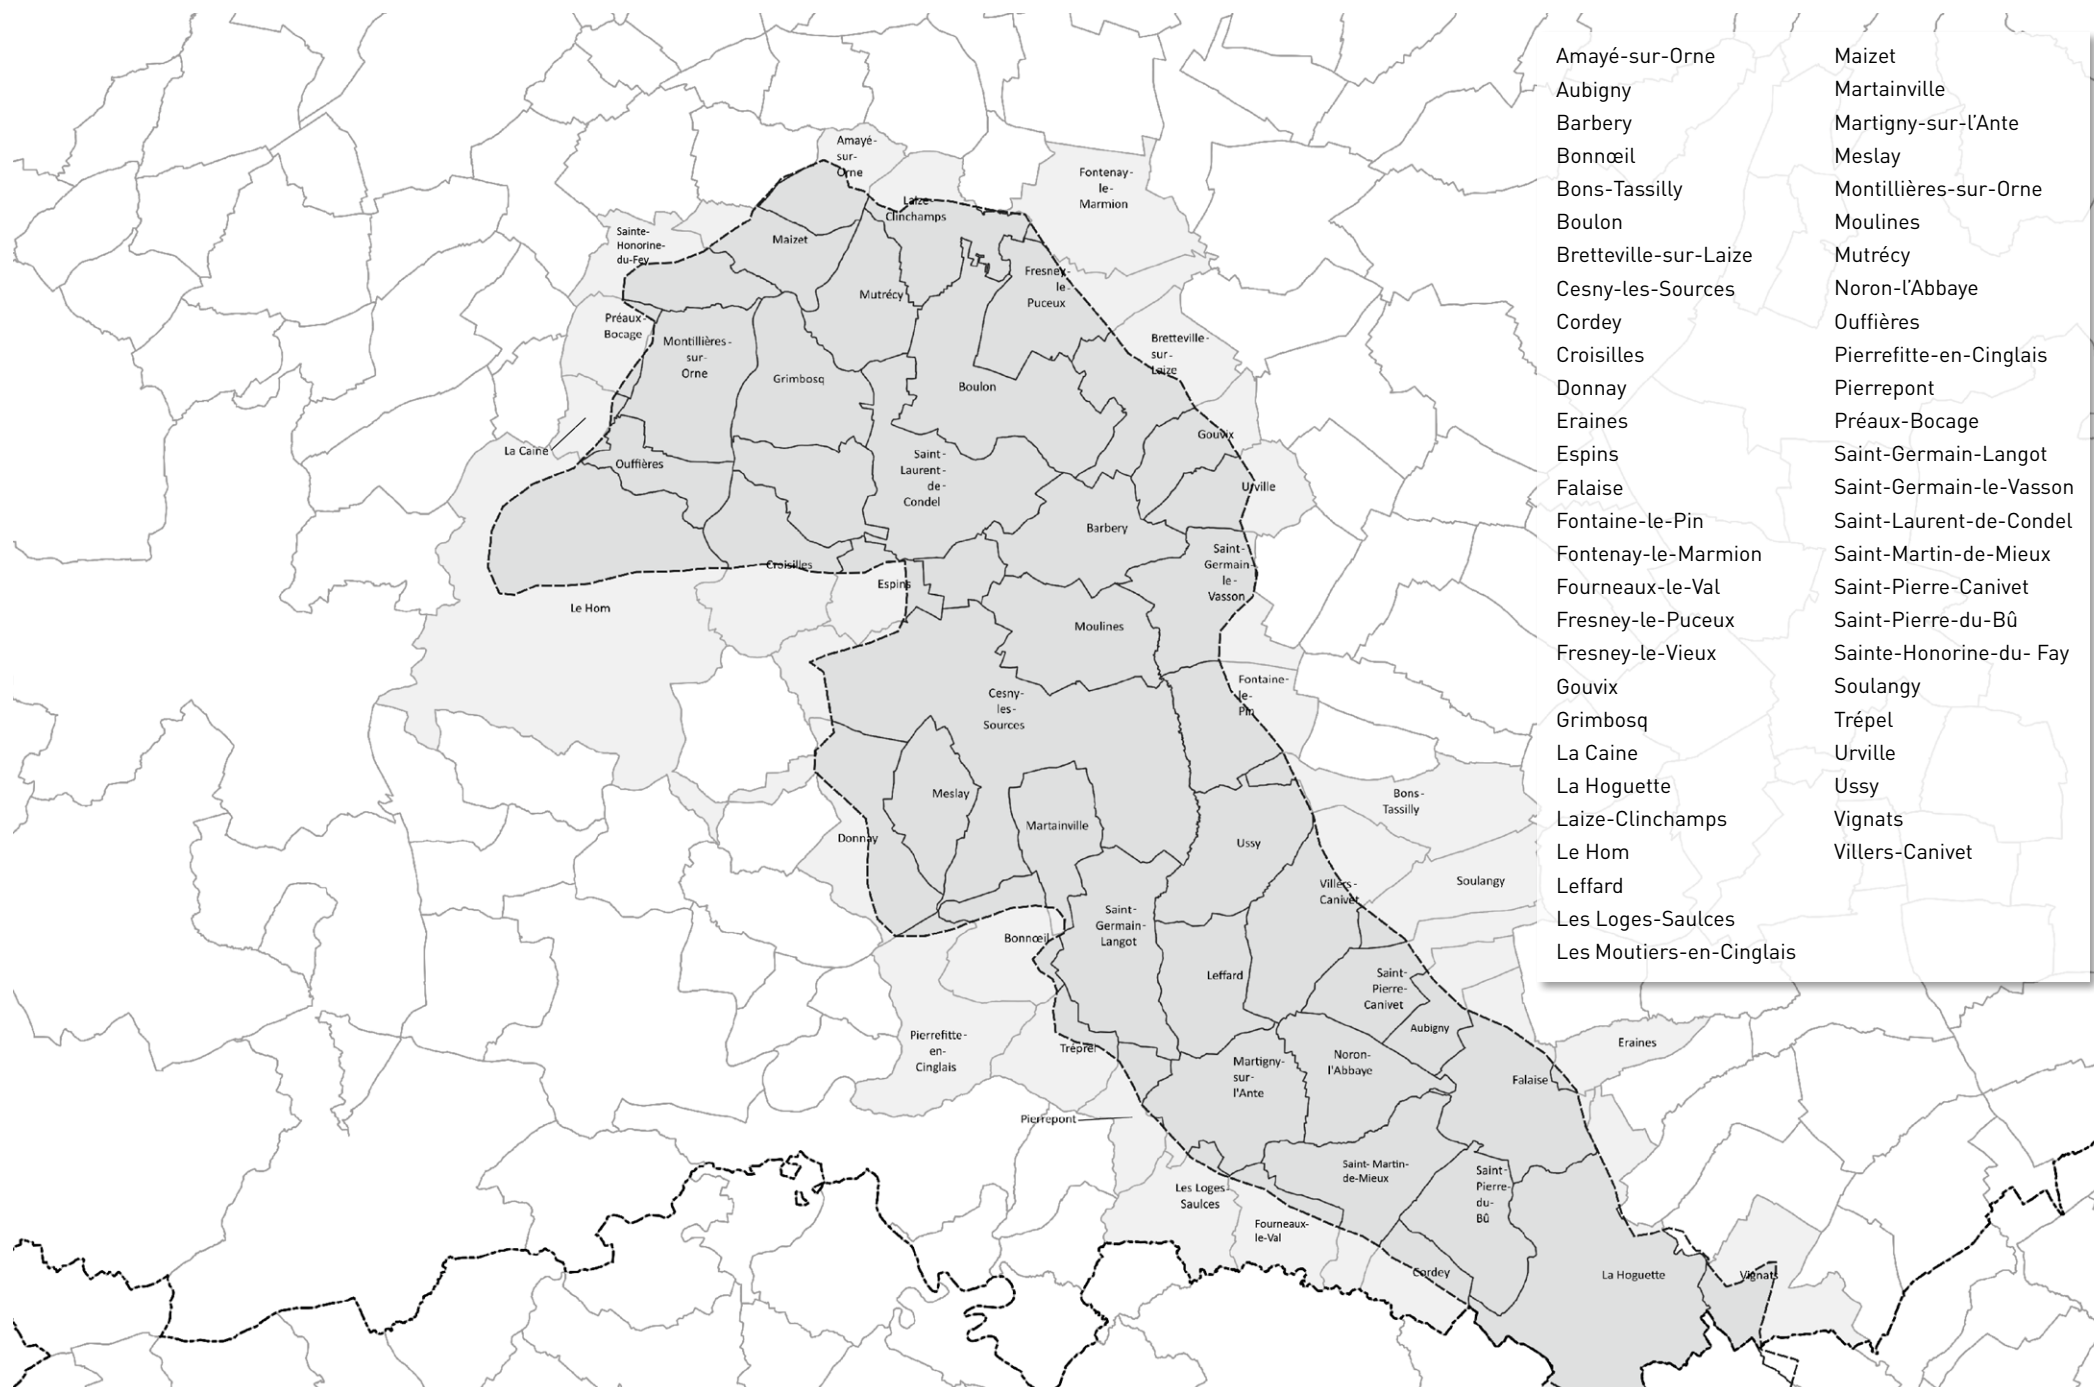 Amayé-sur-Orne
Aubigny
Barbery
Bonnœil
Bons-Tassilly
Boulon
Bretteville-sur-Laize
Cesny-les-Sources
Cordey
Croisilles
Donnay
Eraines
Espins
Falaise
Fontaine-le-Pin
Fontenay-le-Marmion
Fourneaux-le-Val
Fresney-le-Puceux
Fresney-le-Vieux
Gouvix
Grimbosq
La Caine
La Hoguette
Laize-Clinchamps
Le Hom
Leffard
Les Loges-Saulces
Les Moutiers-en-Cinglais
Maizet
Martainville
Martigny-sur-l’Ante
Meslay
Montillières-sur-Orne
Moulines
Mutrécy
Noron-l’Abbaye
Ouffières
Pierrefitte-en-Cinglais
Pierrepont
Préaux-Bocage
Saint-Germain-Langot
Saint-Germain-le-Vasson
Saint-Laurent-de-Condel
Saint-Martin-de-Mieux
Saint-Pierre-Canivet
Saint-Pierre-du-Bû
Sainte-Honorine-du- Fay
Soulangy
Trépel
Urville
Ussy
Vignats
Villers-Canivet
Amayé-
sur-
Orne
Fontenay-
le-
Marmion
Laize
Clinchamps
Sainte-
Honorine-
du-Fey
Maizet
Fresney-
le-
Puceux
Mutrécy
Préaux-
Bocage
Montillières-
sur-
Orne
Bretteville-
sur-
Laize
Grimbosq
Boulon
Gouvix
La Caine
Ouffières
Saint-
Laurent-
de-
Condel
Urville
Barbery
Saint-
Germain-
le-
Vasson
Croisilles
Espins
Le Hom
Moulines
Fontaine-
le-
Pin
Cesny-
les-
Sources
Meslay
Bons-
Tassilly
Martainville
Donnay
Ussy
Villers-
Canivet
Soulangy
Saint-
Germain-
Langot
Bonnœil
Leffard
Saint-
Pierre-
Canivet
Aubigny
Pierrefitte-
en-
Cinglais
Tréprel
Eraines
Martigny-
sur-
l'Ante
Noron-
l'Abbaye
Falaise
Pierrepont
Saint- Martin-
de-Mieux
Saint-
Pierre-
du-
Bû
Les Loges-
Saulces
Fourneaux-
le-Val
Cordey
La Hoguette
Vignats